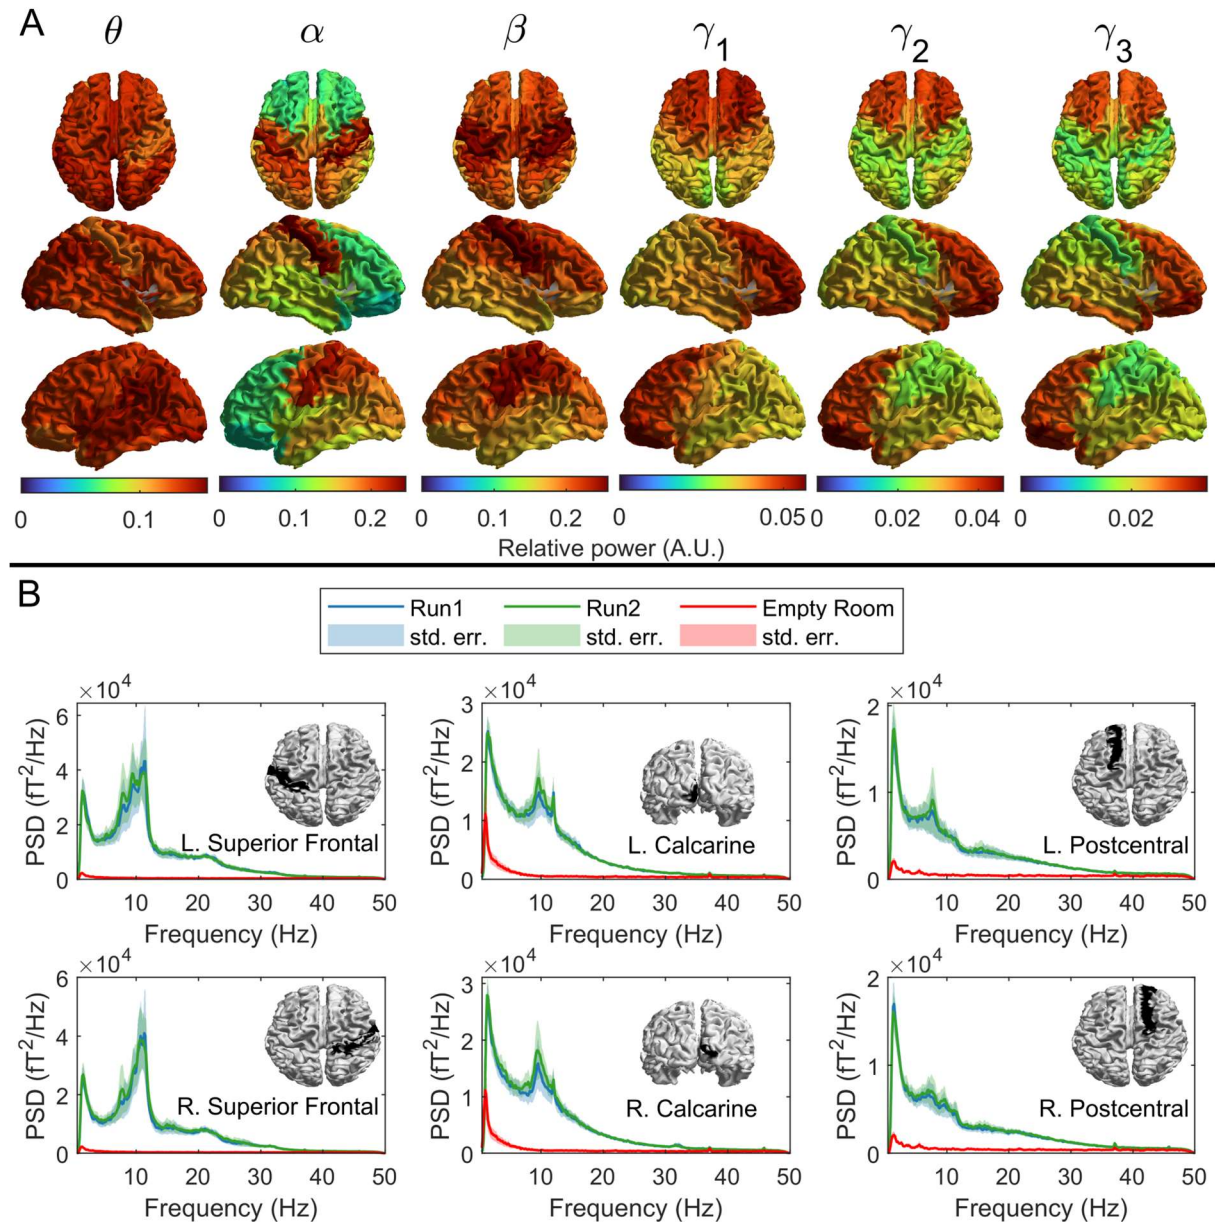 A
θ α β γ1 γ2 γ3
0 0.1 0 0.1 0.2 0 0.1 0.2 0 0.05 0 0.02 0.04 0 0.02
Relative power (A.U.)
B
Run1 Run2 Empty Room
std. err. std. err. std. err.
×10^4 ×10^4 ×10^4
PSD (fT^2/Hz)
6
4
2
0
L. Superior Frontal
0 10 20 30 40 50
Frequency (Hz)
PSD (fT^2/Hz)
3
2
1
0
L. Calcarine
10 20 30 40 50
Frequency (Hz)
PSD (fT^2/Hz)
2
1
0
L. Postcentral
10 20 30 40 50
Frequency (Hz)
×10^4 ×10^4 ×10^4
PSD (fT^2/Hz)
6
4
2
0
R. Superior Frontal
10 20 30 40 50
Frequency (Hz)
PSD (fT^2/Hz)
3
2
1
0
R. Calcarine
10 20 30 40 50
Frequency (Hz)
PSD (fT^2/Hz)
2
1
0
R. Postcentral
10 20 30 40 50
Frequency (Hz)